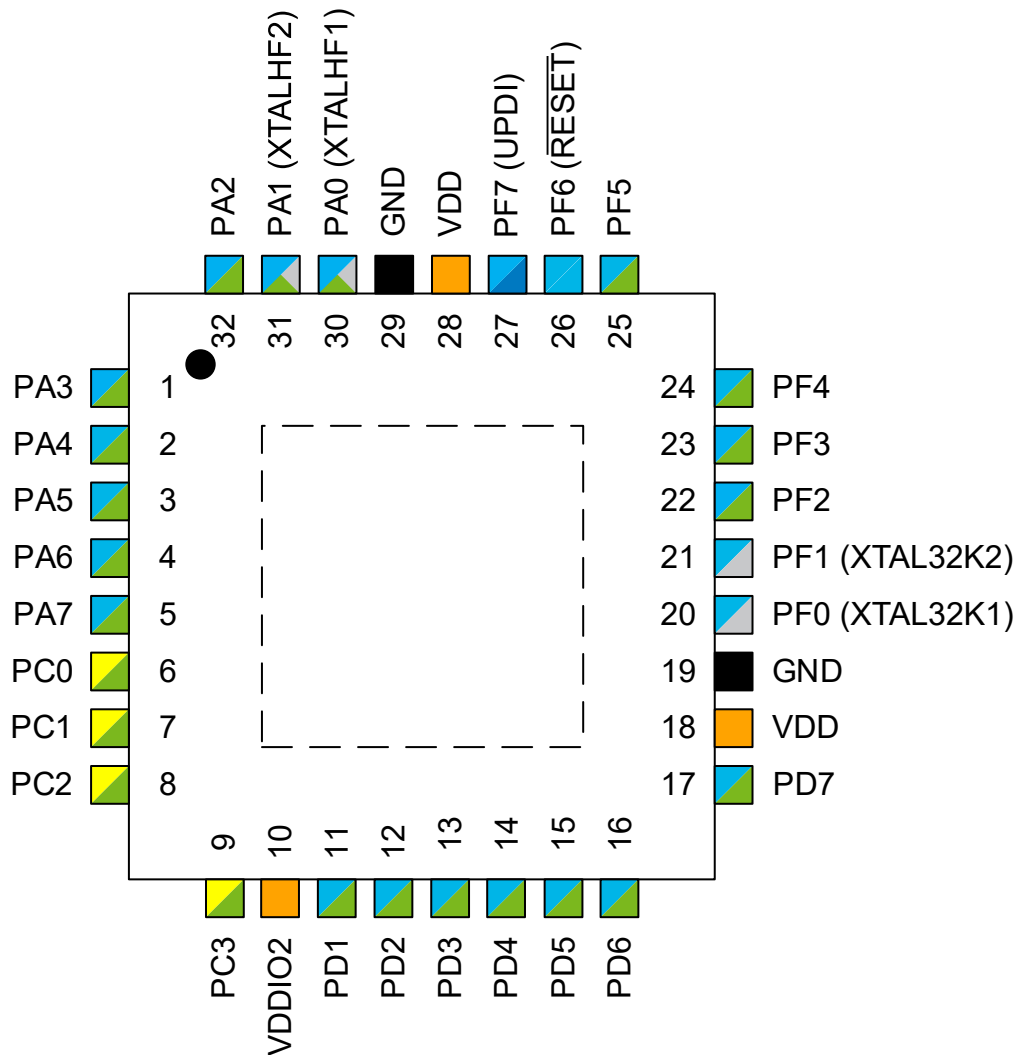 PA2
PA1 (XTALHF2)
PA0 (XTALHF1)
GND
VDD
PF7 (UPDI)
PF6 (RESET)
PF5
32
31
30
29
28
27
26
25
PA3 1
PA4 2
PA5 3
PA6 4
PA7 5
PC0 6
PC1 7
PC2 8
24 PF4
23 PF3
22 PF2
21 PF1 (XTAL32K2)
20 PF0 (XTAL32K1)
19 GND
18 VDD
17 PD7
9
10
11
12
13
14
15
16
PC3
VDDIO2
PD1
PD2
PD3
PD4
PD5
PD6